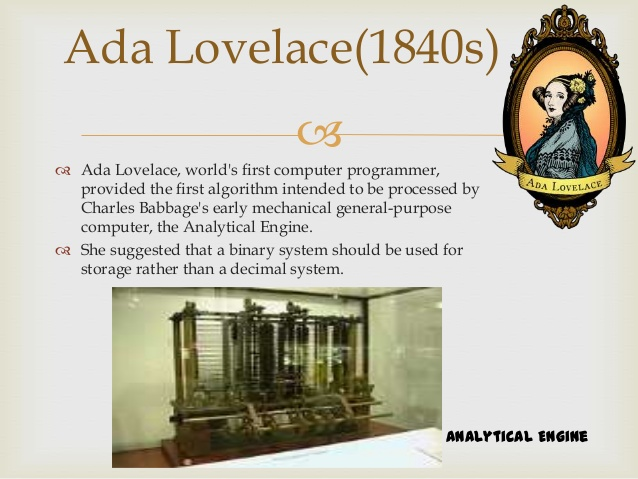 Ada Lovelace(1840s)
ADA LOVELACE
Ada Lovelace, world's first computer programmer,
provided the first algorithm intended to be processed by
Charles Babbage's early mechanical general-purpose
computer, the Analytical Engine.
She suggested that a binary system should be used for
storage rather than a decimal system.
ANALYTICAL ENGINE